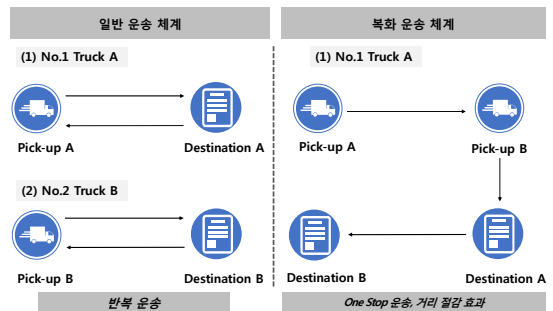 일반 운송 체계
(1) No.1 Truck A
Pick-up A
Destination A
(2) No.2 Truck B
Pick-up B
Destination B
반복 운송
복화 운송 체계
(1) No.1 Truck A
Pick-up A
Pick-up B
Destination B
Destination A
One Stop 운송, 거리 절감 효과